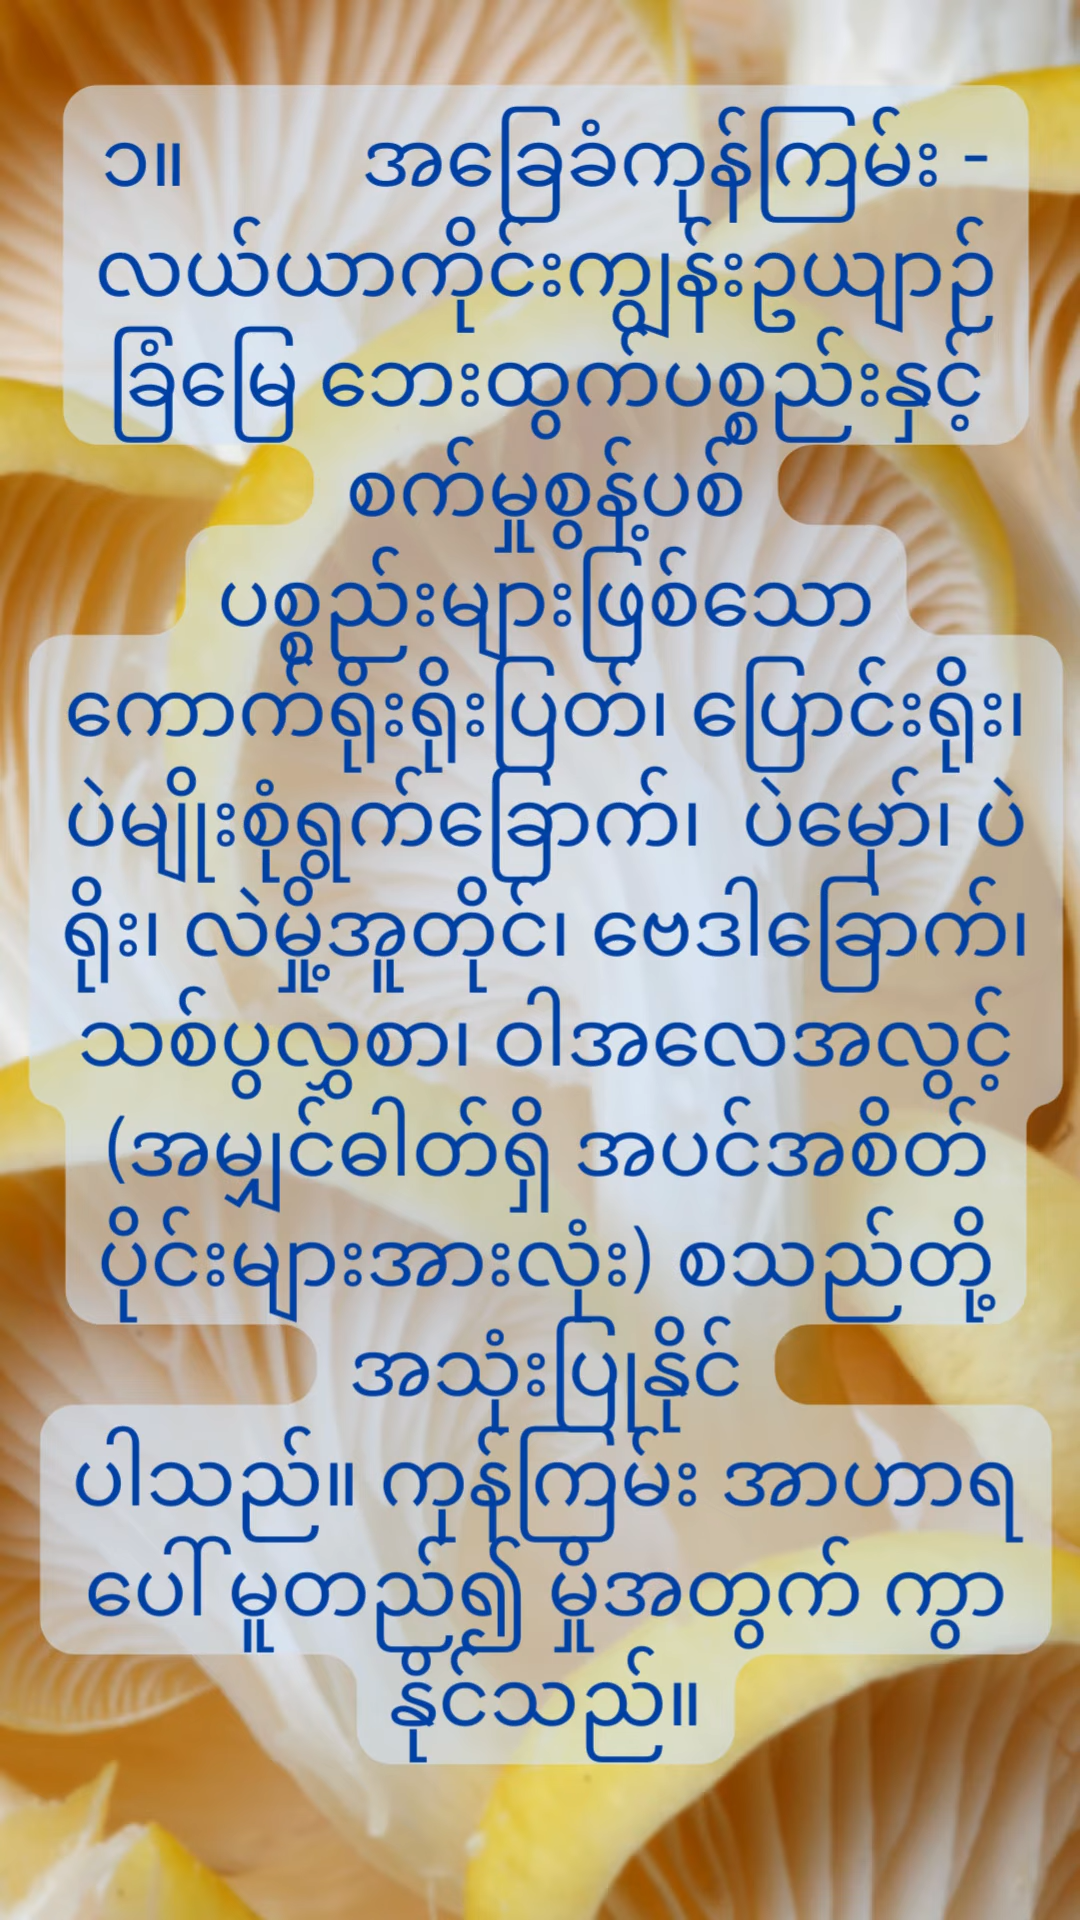 ၁။ အခြေခံကုန်ကြမ်း -
လယ်ယာကိုင်းကျွန်းဥယျာဉ်
ခြံမြေ ဘေးထွက်ပစ္စည်းနှင့်
စက်မှုစွန့်ပစ်
ပစ္စည်းများဖြစ်သော
ကောက်ရိုးရိုးပြတ်၊ ပြောင်းရိုး၊
ပဲမျိုးစုံရွက်ခြောက်၊ ပဲမှော်၊ ပဲ
ရိုး၊ လဲမှို့အူတိုင်၊ ဗေဒါခြောက်၊
သစ်ပွလွှစာ၊ ဝါအလေအလွင့်
(အမျှင်ဓါတ်ရှိ အပင်အစိတ်
ပိုင်းများအားလုံး) စသည်တို့
အသုံးပြုနိုင်
ပါသည်။ ကုန်ကြမ်း အာဟာရ
ပေါ် မူတည်၍ မှိုအတွက် ကွာ
နိုင်သည်။